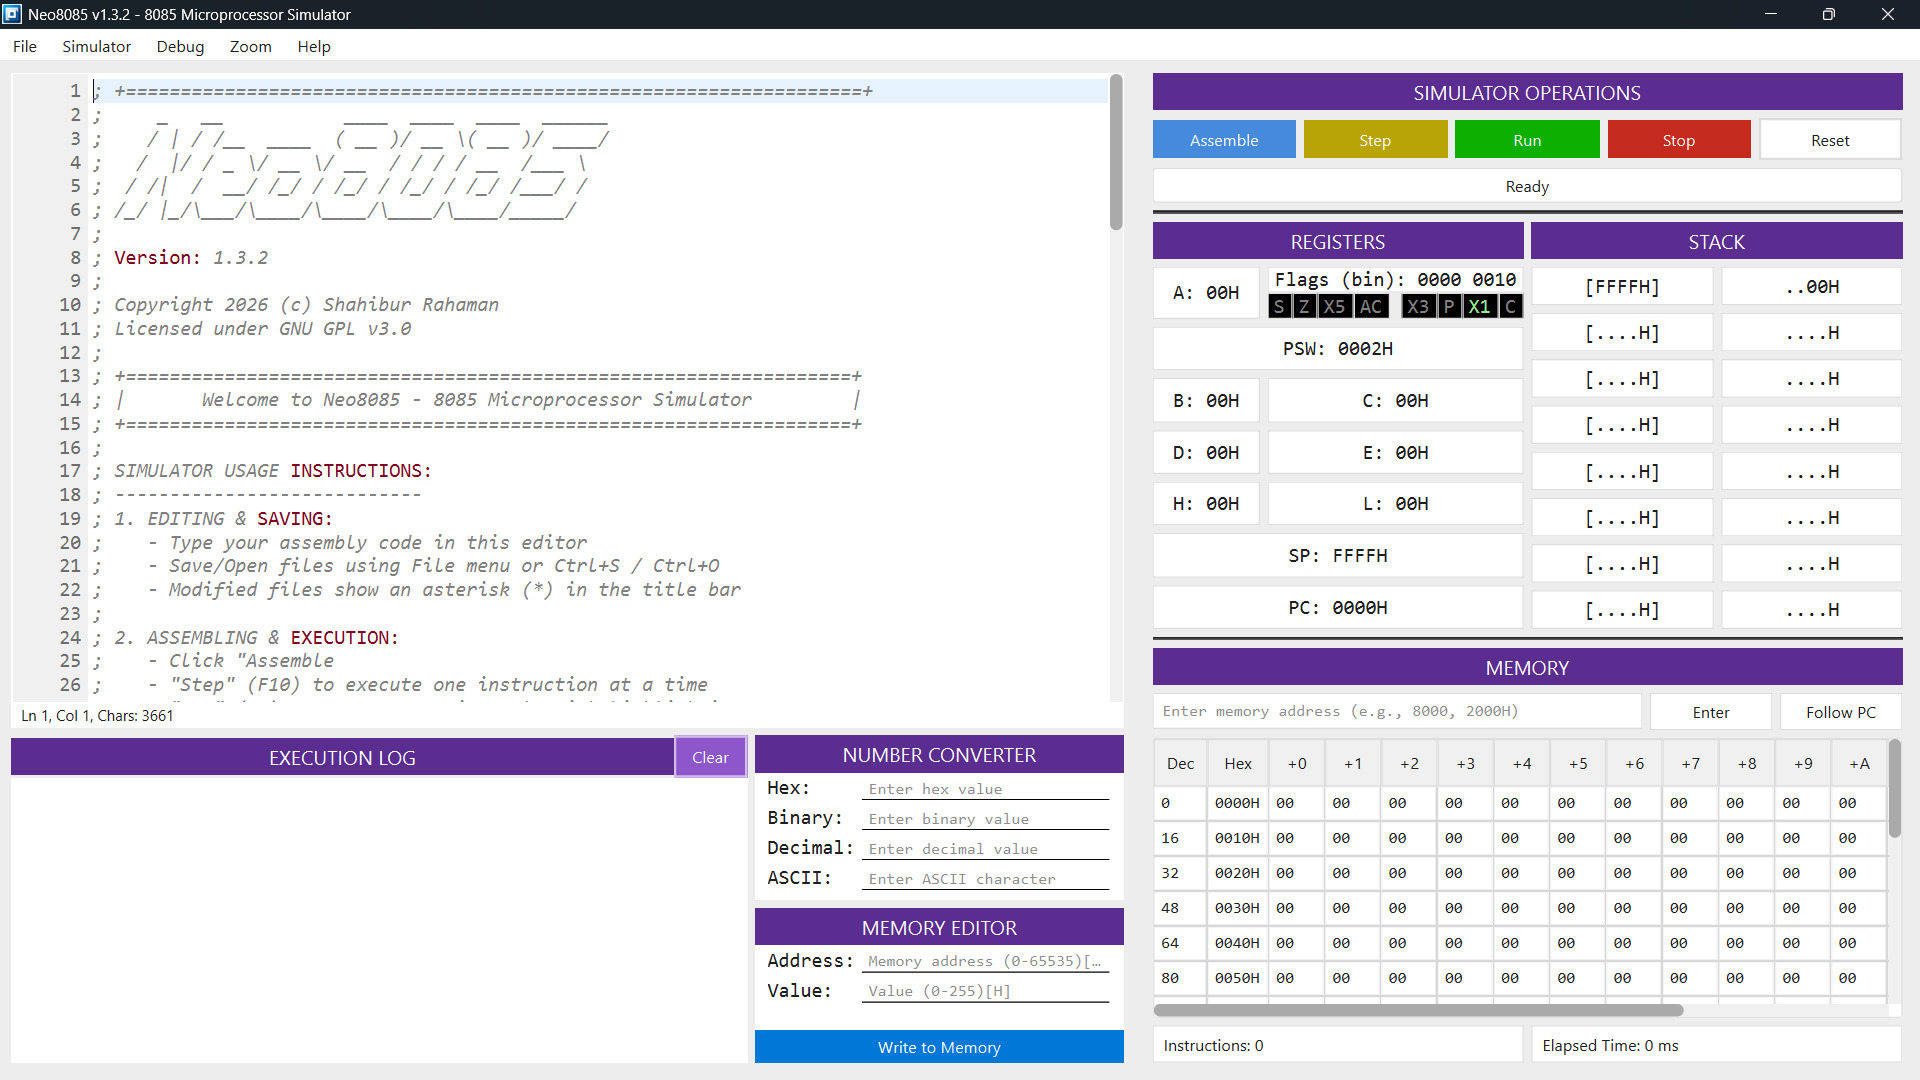 Neo8085 v1.3.2 - 8085 Microprocessor Simulator
File Simulator Debug Zoom Help
1 ; +===================================================================+
2 ;
3 ;
4 ;
5 ;
6 ;
7 ;
8 ; Version: 1.3.2
9 ;
10 ; Copyright 2026 (c) Shahibur Rahaman
11 ; Licensed under GNU GPL v3.0
12 ;
13 ; +==================================================================+
14 ; | Welcome to Neo8085 - 8085 Microprocessor Simulator |
15 ; +==================================================================+
16 ;
17 ; SIMULATOR USAGE INSTRUCTIONS:
18 ; ----------------------------
19 ; 1. EDITING & SAVING:
20 ; - Type your assembly code in this editor
21 ; - Save/Open files using File menu or Ctrl+S / Ctrl+O
22 ; - Modified files show an asterisk (*) in the title bar
23 ;
24 ; 2. ASSEMBLING & EXECUTION:
25 ; - Click "Assemble
26 ; - "Step" (F10) to execute one instruction at a time
Ln 1, Col 1, Chars: 3661
EXECUTION LOG Clear
NUMBER CONVERTER
Hex: Enter hex value
Binary: Enter binary value
Decimal: Enter decimal value
ASCII: Enter ASCII character
MEMORY EDITOR
Address: Memory address (0-65535)[…
Value: Value (0-255)[H]
Write to Memory
SIMULATOR OPERATIONS
Assemble Step Run Stop Reset
Ready
REGISTERS
A: 00H Flags (bin): 0000 0010
S Z X5 AC X3 P X1 C
PSW: 0002H
B: 00H C: 00H
D: 00H E: 00H
H: 00H L: 00H
SP: FFFFH
PC: 0000H
STACK
[FFFFH] ..00H
[....H] ....H
[....H] ....H
[....H] ....H
[....H] ....H
[....H] ....H
[....H] ....H
[....H] ....H
MEMORY
Enter memory address (e.g., 8000, 2000H) Enter Follow PC
Dec Hex +0 +1 +2 +3 +4 +5 +6 +7 +8 +9 +A
0 0000H 00 00 00 00 00 00 00 00 00 00 00
16 0010H 00 00 00 00 00 00 00 00 00 00 00
32 0020H 00 00 00 00 00 00 00 00 00 00 00
48 0030H 00 00 00 00 00 00 00 00 00 00 00
64 0040H 00 00 00 00 00 00 00 00 00 00 00
80 0050H 00 00 00 00 00 00 00 00 00 00 00
Instructions: 0 Elapsed Time: 0 ms